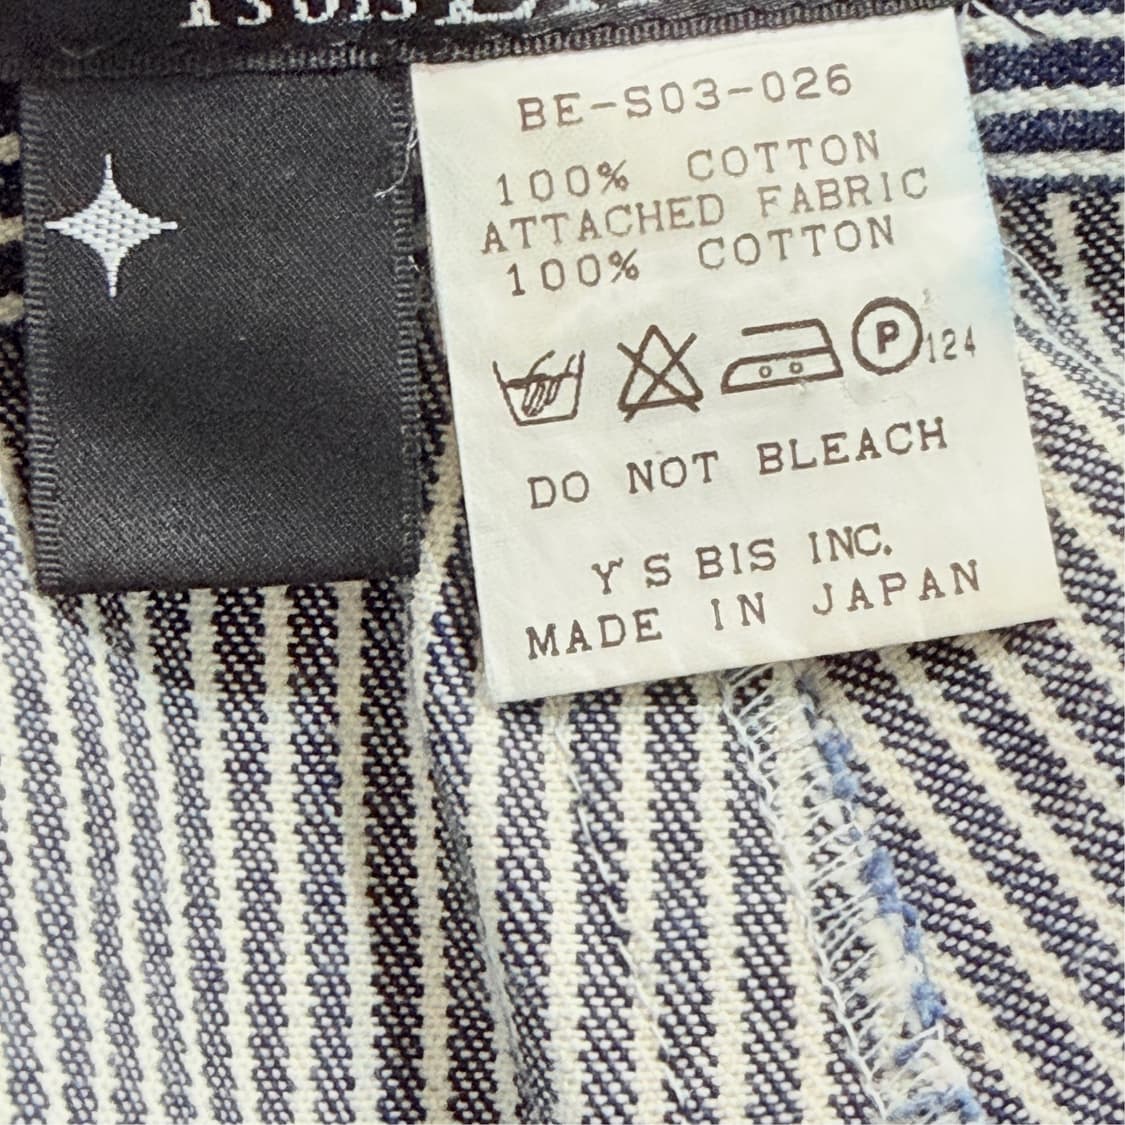 BE-S03-026
100% COTTON
ATTACHED FABRIC
100% COTTON
P 124
DO NOT BLEACH
Y'S BIS INC.
MADE IN JAPAN